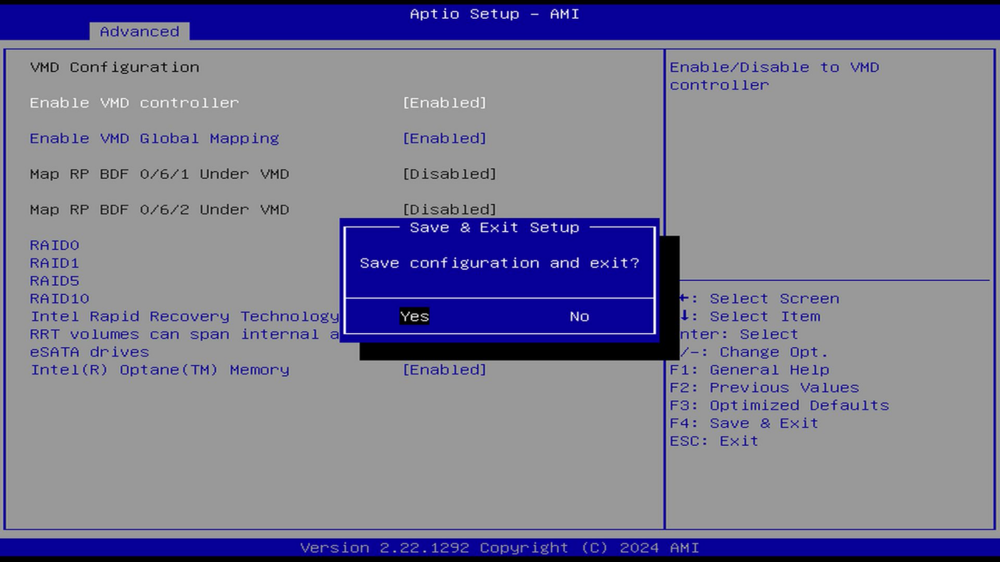 Aptio Setup – AMI
Advanced
VMD Configuration
Enable VMD controller [Enabled]
Enable VMD Global Mapping [Enabled]
Map RP BDF 0/6/1 Under VMD [Disabled]
Map RP BDF 0/6/2 Under VMD [Disabled]
RAID0
RAID1
RAID5
RAID10
Intel Rapid Recovery Technology
RRT volumes can span internal a
eSATA drives
Intel(R) Optane(TM) Memory [Enabled]
Save & Exit Setup
Save configuration and exit?
Yes No
Enable/Disable to VMD
controller
←: Select Screen
↓: Select Item
nter: Select
/-: Change Opt.
F1: General Help
F2: Previous Values
F3: Optimized Defaults
F4: Save & Exit
ESC: Exit
Version 2.22.1292 Copyright (C) 2024 AMI